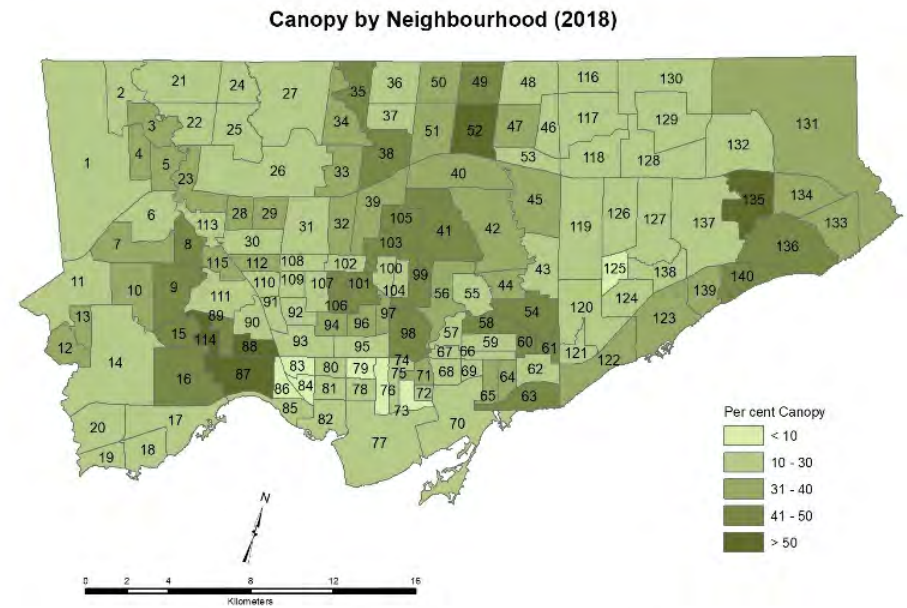 Canopy by Neighbourhood (2018)
21 24 27 35 36 50 49 48 116 130
2
3 22 25 34 37 51 52 47 46 117 129 131
1 4 5 23 26 33 38 40 53 118 128 132
6 113 28 29 31 32 39 105 41 42 45 119 126 127 137 135 134
7 8 30 103 133
115 112 108 102 100 99 43 125 138 136
11 10 9 111 110 109 107 101 104 56 55 44 124 139 140
13 89 91 92 106 97 54 120 123
12 15 114 90 94 96 98 57 58
14 88 93 95 67 66 59 60 61 121 122
16 87 83 80 79 74 75 71 68 69 64 62
86 84 81 78 76 72 65 63
20 17 85 82 73 70
19 18 77
Per cent Canopy
< 10
10 - 30
31 - 40
41 - 50
> 50
N
0 2 4 8 12 16
Kilometers